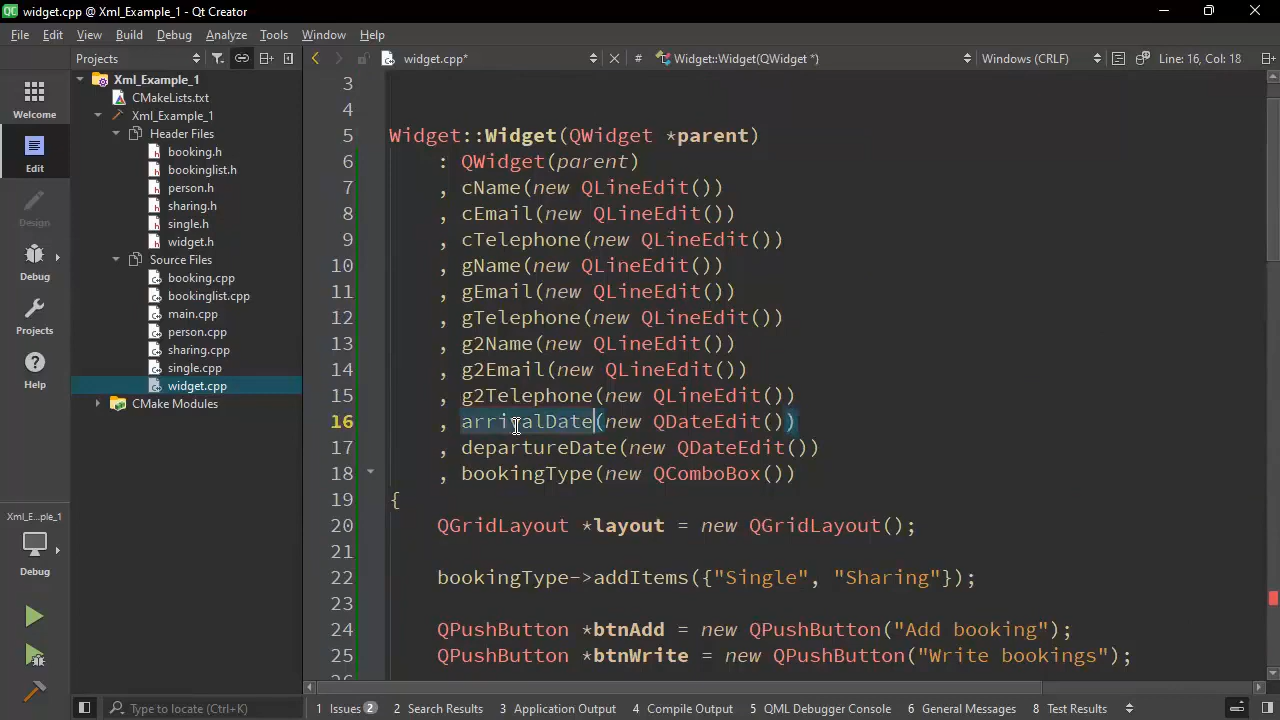 QC widget.cpp @ Xml_Example_1 - Qt Creator
File Edit View Build Debug Analyze Tools Window Help
Projects
widget.cpp* # Widget::Widget(QWidget *) Windows (CRLF) Line: 16, Col: 18
Welcome
Edit
Design
Debug
Projects
Help
Xml_E...ple_1
Debug
Xml_Example_1
CMakeLists.txt
Xml_Example_1
Header Files
booking.h
bookinglist.h
person.h
sharing.h
single.h
widget.h
Source Files
booking.cpp
bookinglist.cpp
main.cpp
person.cpp
sharing.cpp
single.cpp
widget.cpp
CMake Modules
3
4
5 Widget::Widget(QWidget *parent)
6 : QWidget(parent)
7 , cName(new QLineEdit())
8 , cEmail(new QLineEdit())
9 , cTelephone(new QLineEdit())
10 , gName(new QLineEdit())
11 , gEmail(new QLineEdit())
12 , gTelephone(new QLineEdit())
13 , g2Name(new QLineEdit())
14 , g2Email(new QLineEdit())
15 , g2Telephone(new QLineEdit())
16 , arrivalDate(new QDateEdit())
17 , departureDate(new QDateEdit())
18 , bookingType(new QComboBox())
19 {
20 QGridLayout *layout = new QGridLayout();
21
22 bookingType->addItems({"Single", "Sharing"});
23
24 QPushButton *btnAdd = new QPushButton("Add booking");
25 QPushButton *btnWrite = new QPushButton("Write bookings");
Type to locate (Ctrl+K) 1 Issues 2 2 Search Results 3 Application Output 4 Compile Output 5 QML Debugger Console 6 General Messages 8 Test Results